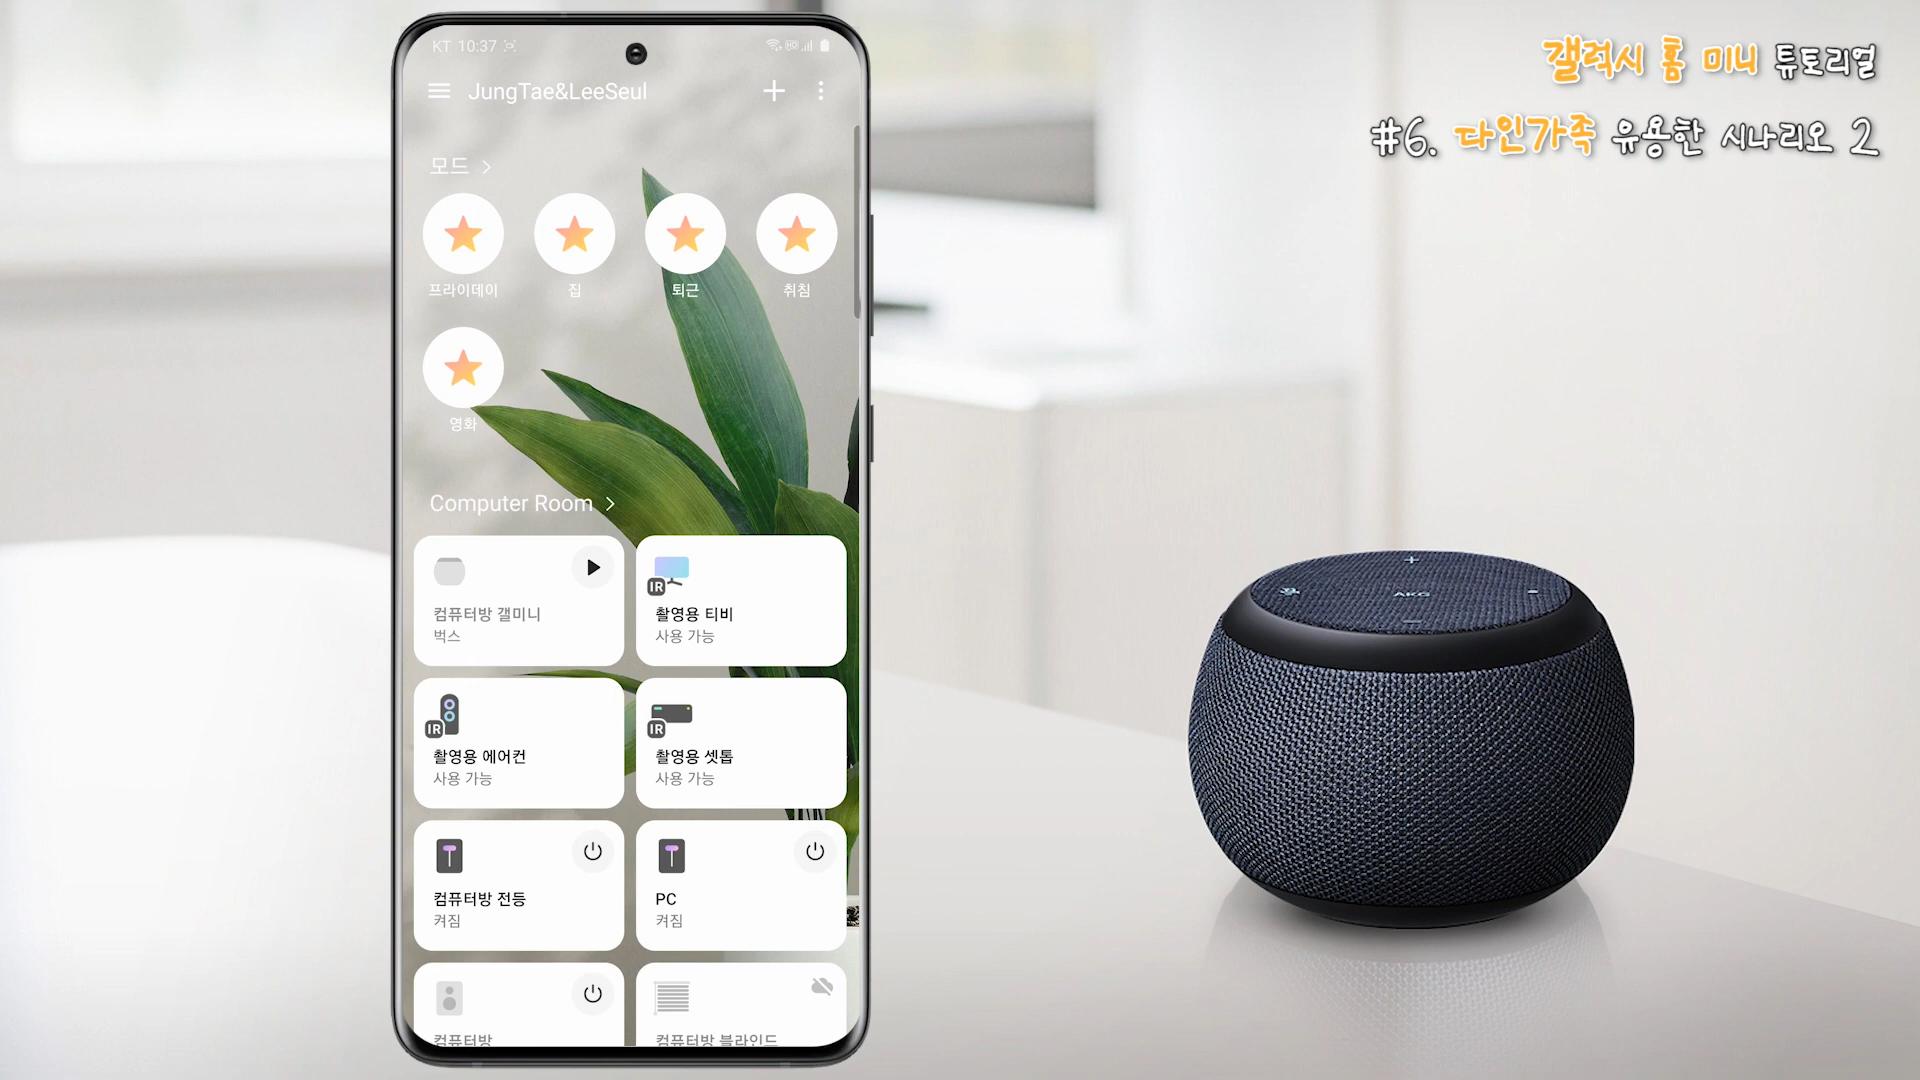 KT 10:37
JungTae&LeeSeul
모드
프라이데이
집
퇴근
취침
영화
Computer Room
컴퓨터방 갤미니
벅스
IR
촬영용 티비
사용 가능
IR
촬영용 에어컨
사용 가능
IR
촬영용 셋톱
사용 가능
컴퓨터방 전등
켜짐
PC
켜짐
컴퓨터방
컴퓨터방 블라인드
갤럭시 홈 미니 튜토리얼
#6. 다인가족 유용한 시나리오 2
AKG